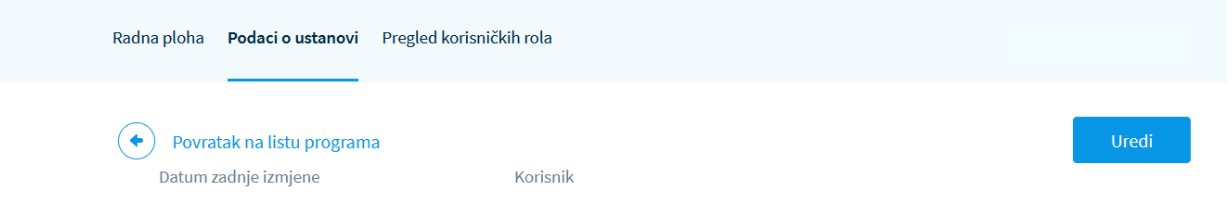 Radna ploha Podaci o ustanovi Pregled korisničkih rola
Povratak na listu programa Uredi
Datum zadnje izmjene Korisnik